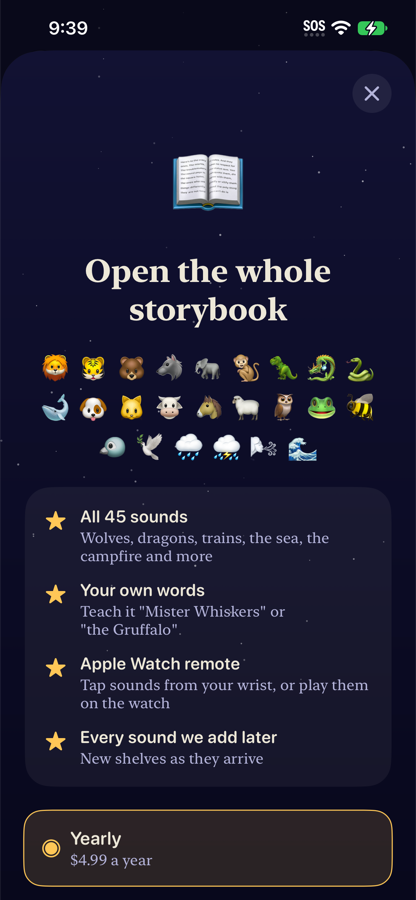 9:39
SOS
Open the whole
storybook
All 45 sounds
Wolves, dragons, trains, the sea, the
campfire and more
Your own words
Teach it "Mister Whiskers" or
"the Gruffalo".
Apple Watch remote
Tap sounds from your wrist, or play them
on the watch
Every sound we add later
New shelves as they arrive
Yearly
$4.99 a year